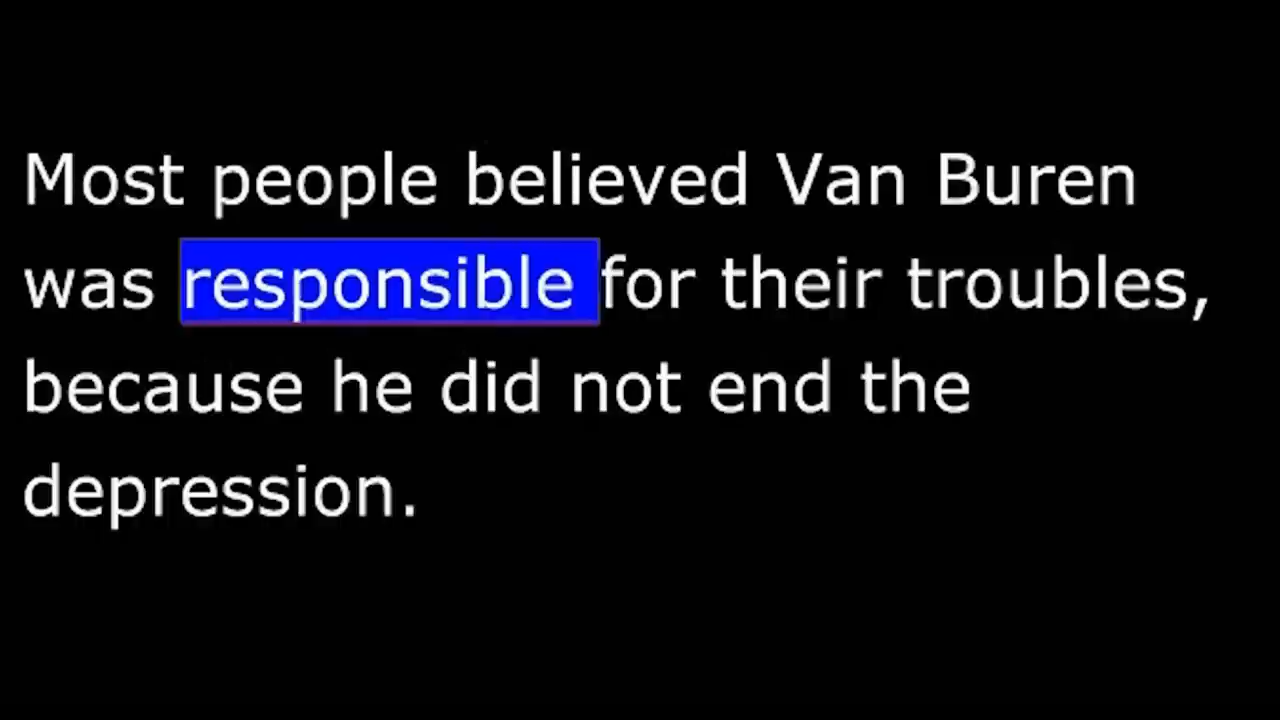 Most people believed Van Buren
was responsible for their troubles,
because he did not end the
depression.